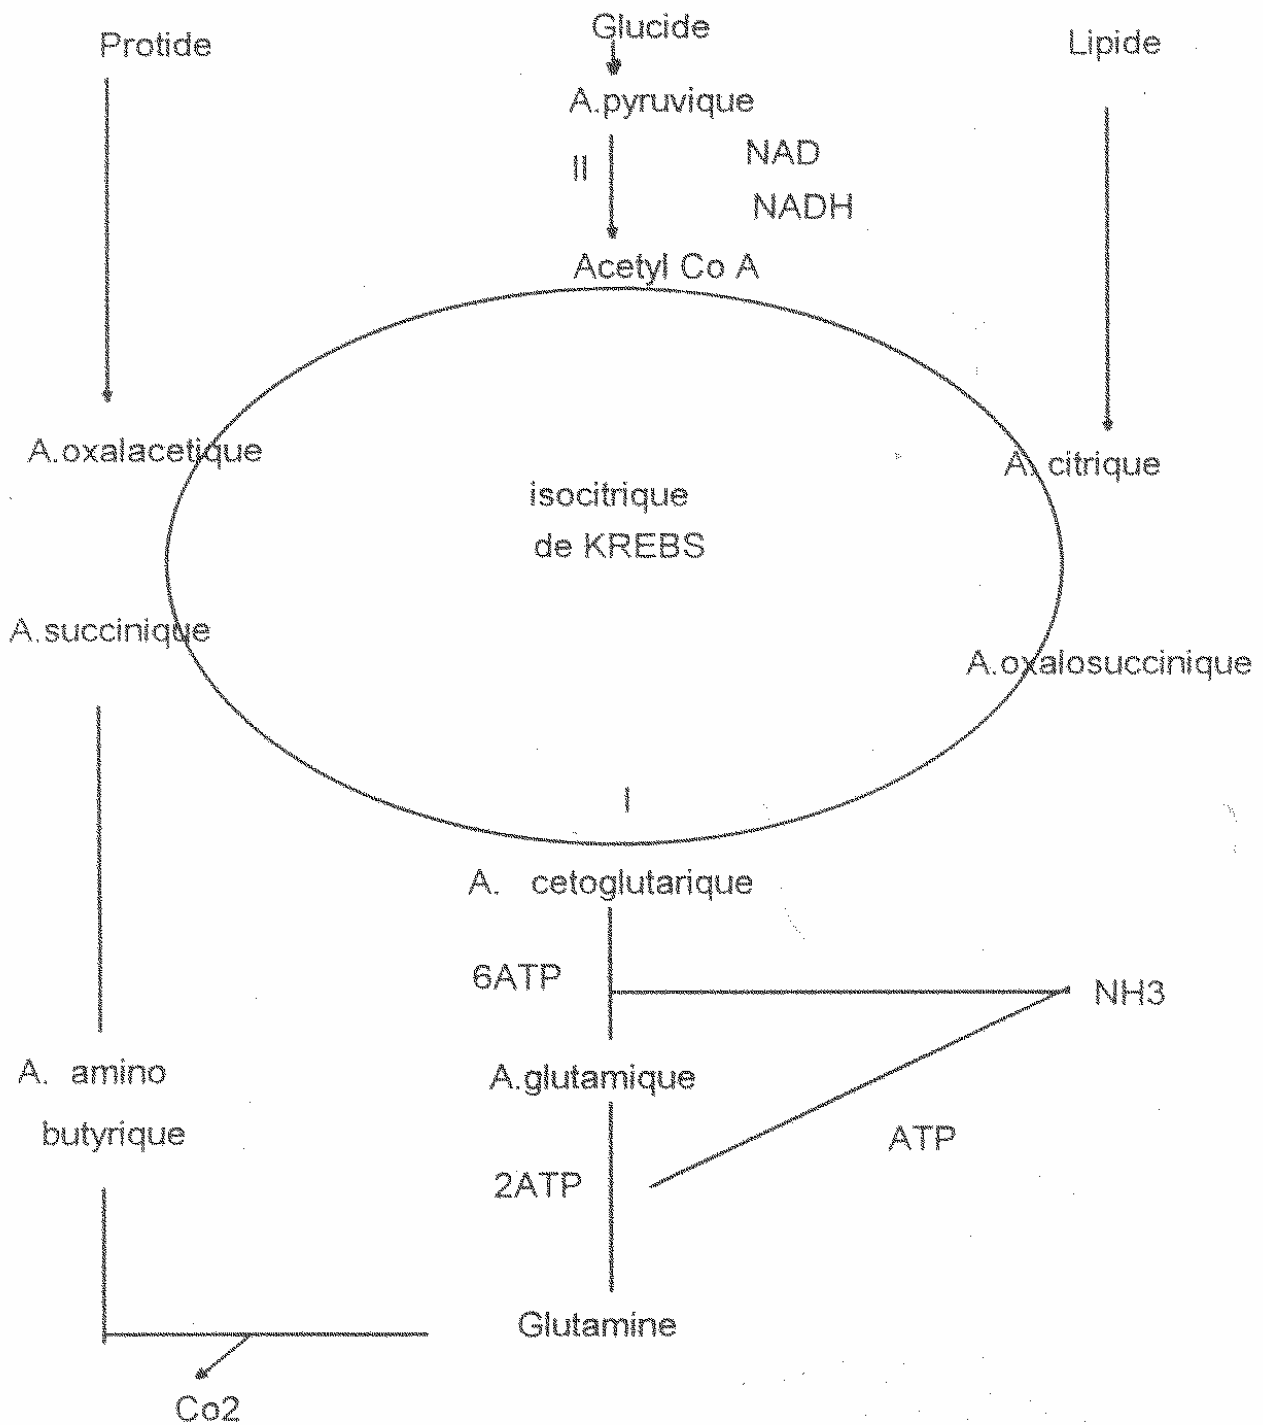 Protide
Glucide
Lipide
A.pyruvique
II
NAD
NADH
Acetyl Co A
A.oxalacetique
A. citrique
isocitrique
de KREBS
A.succinique
A.oxalosuccinique
I
A. cetoglutarique
6ATP
NH3
A. amino
butyrique
A.glutamique
ATP
2ATP
Glutamine
Co2